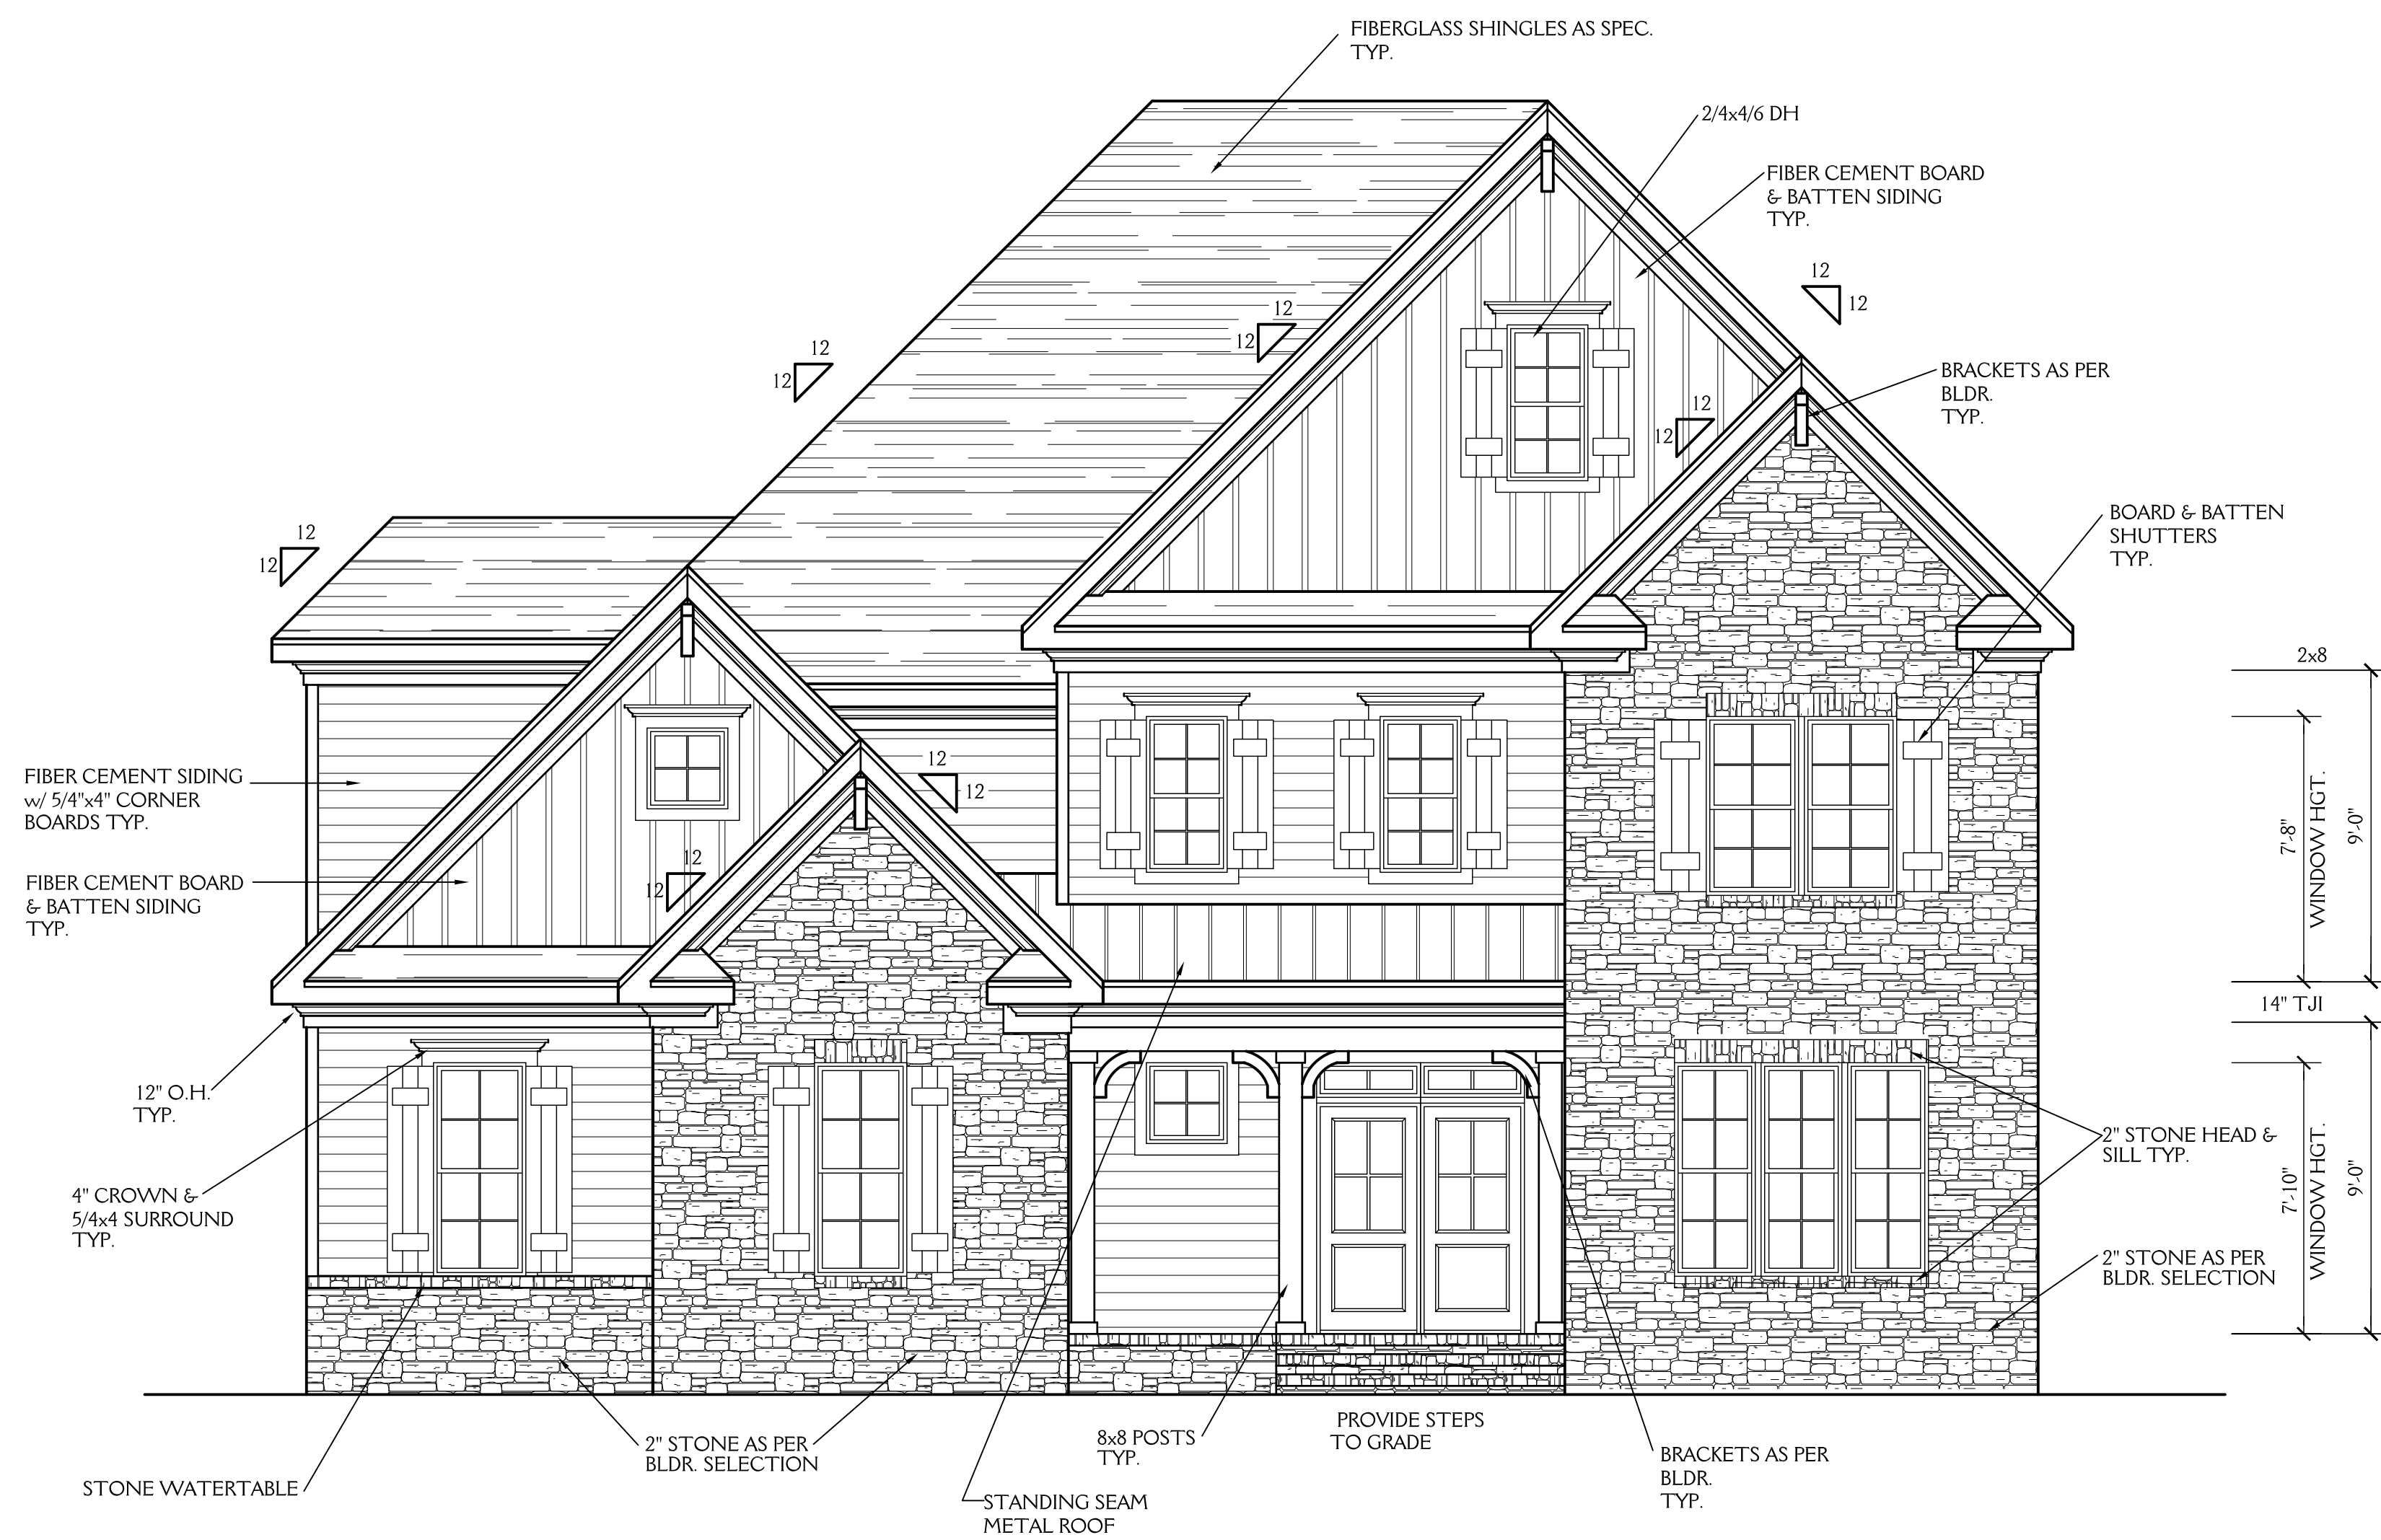 FIBERGLASS SHINGLES AS SPEC.
TYP.
2/4x4/6 DH
FIBER CEMENT BOARD
& BATTEN SIDING
TYP.
12
12
12
12
12
12
BRACKETS AS PER
BLDR.
TYP.
12
12
BOARD & BATTEN
SHUTTERS
TYP.
12
12
2x8
7'-8"
WINDOW HGT.
9'-0"
FIBER CEMENT SIDING
w/ 5/4"x4" CORNER
BOARDS TYP.
12
12
12
12
FIBER CEMENT BOARD
& BATTEN SIDING
TYP.
14" TJI
12" O.H.
TYP.
7'-10"
WINDOW HGT.
9'-0"
2" STONE HEAD &
SILL TYP.
4" CROWN &
5/4x4 SURROUND
TYP.
2" STONE AS PER
BLDR. SELECTION
PROVIDE STEPS
TO GRADE
8x8 POSTS
TYP.
2" STONE AS PER
BLDR. SELECTION
BRACKETS AS PER
BLDR.
TYP.
STONE WATERTABLE
STANDING SEAM
METAL ROOF